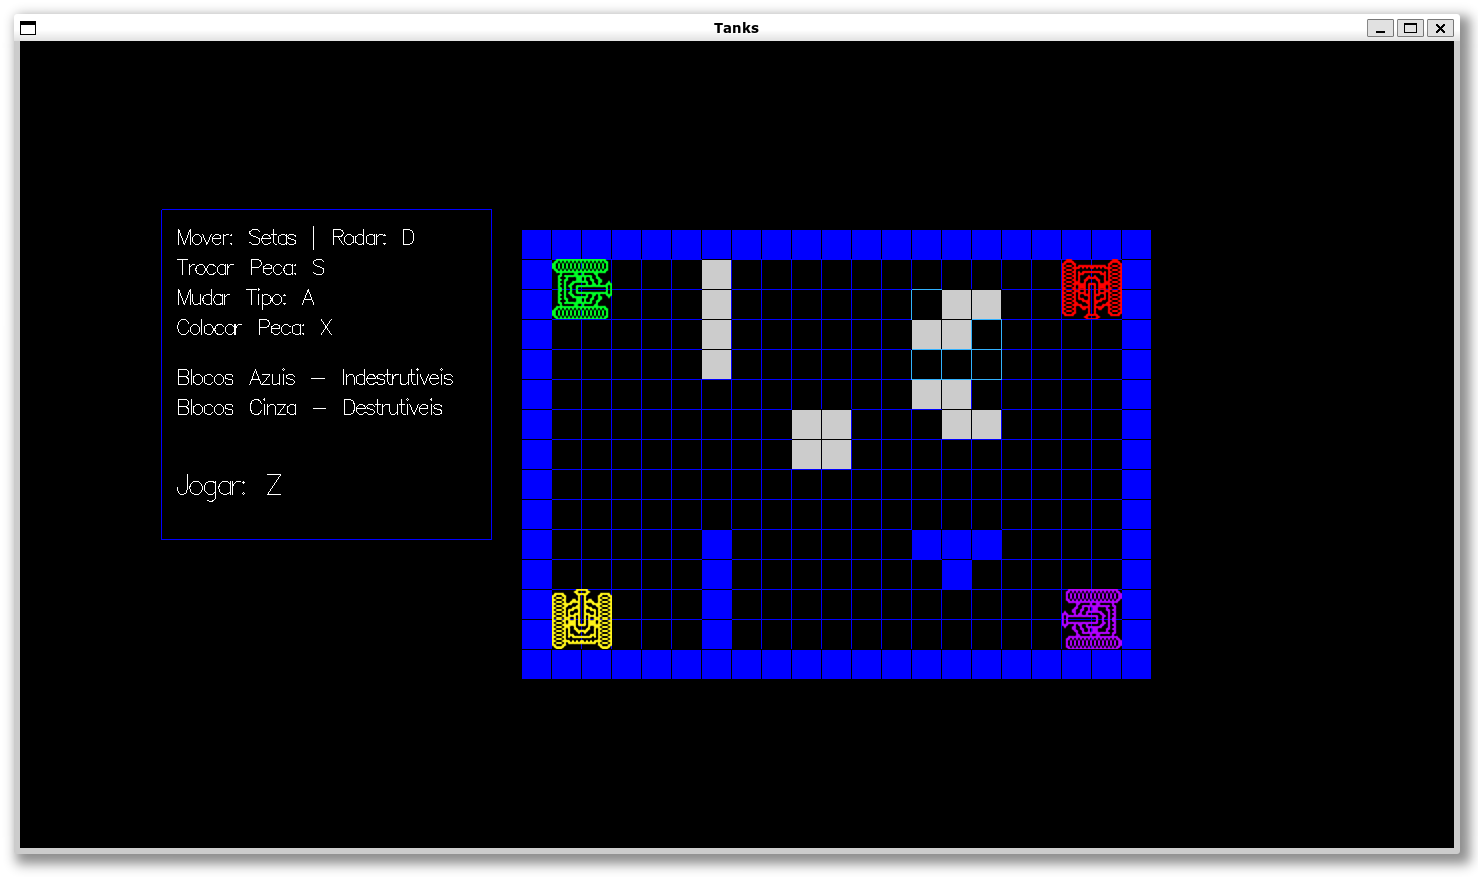 Tanks
Mover: Setas | Rodar: D
Trocar Peca: S
Mudar Tipo: A
Colocar Peca: X
Blocos Azuis - Indestrutiveis
Blocos Cinza - Destrutiveis
Jogar: Z